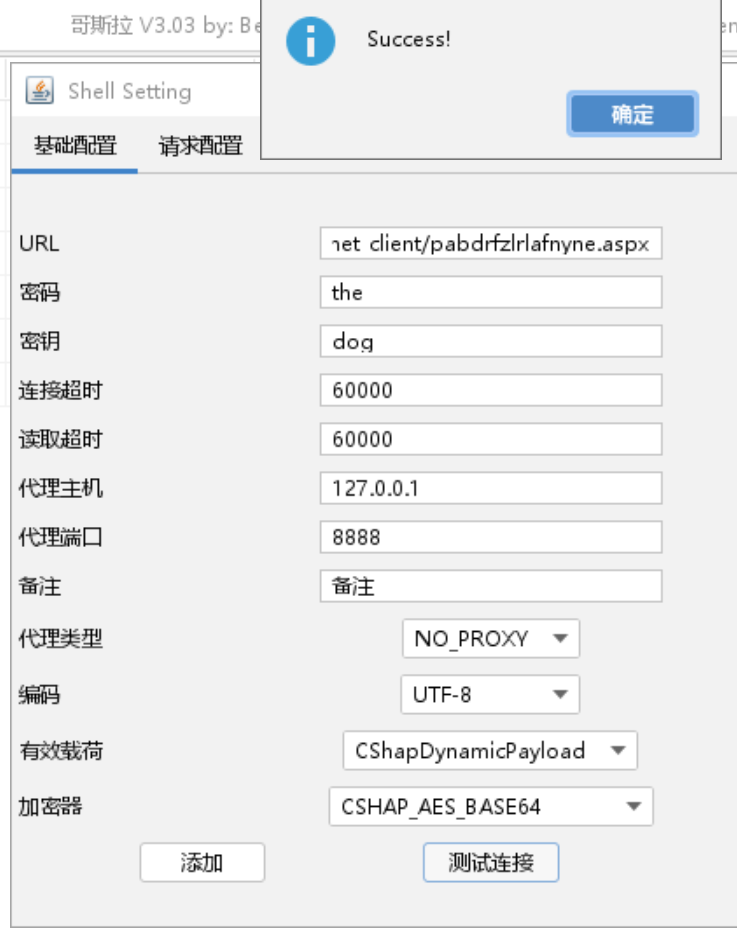 哥斯拉 V3.03 by: Be
Success!
确定
Shell Setting
基础配置 请求配置
URL net client/pabdrfzlrlafnyne.aspx
密码 the
密钥 dog
连接超时 60000
读取超时 60000
代理主机 127.0.0.1
代理端口 8888
备注 备注
代理类型 NO_PROXY
编码 UTF-8
有效载荷 CShapDynamicPayload
加密器 CSHAP_AES_BASE64
添加 测试连接